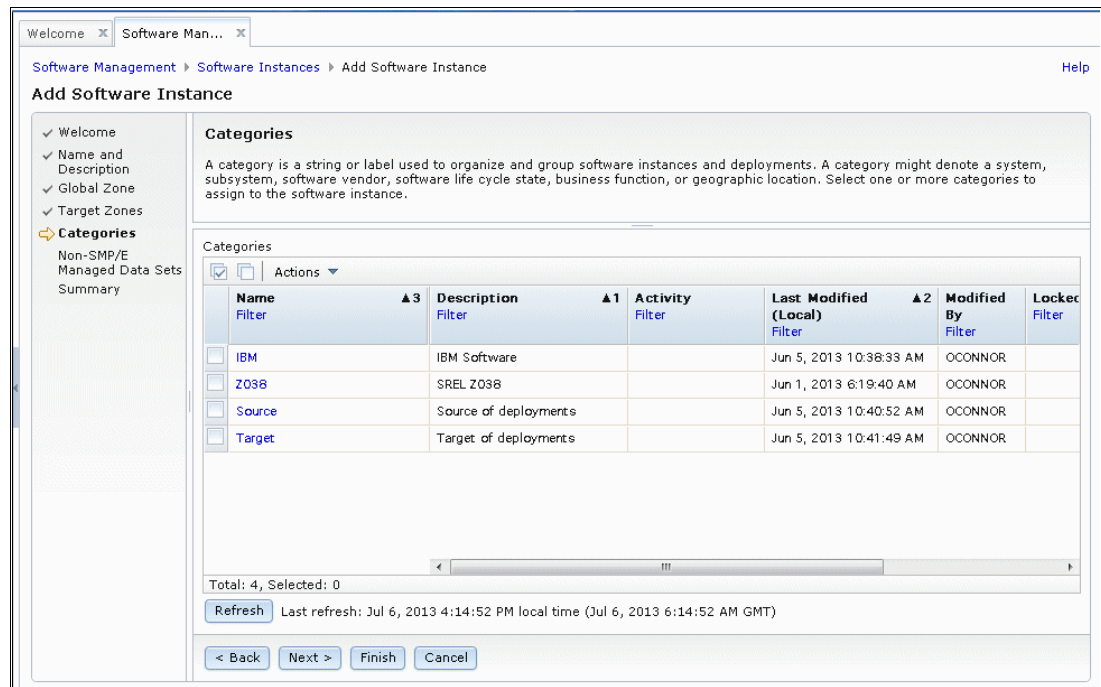 Welcome X Software Man... X
Software Management Software Instances Add Software Instance Help
Add Software Instance
Welcome
Name and
Description
Global Zone
Target Zones
Categories
Non-SMP/E
Managed Data Sets
Summary
Categories
A category is a string or label used to organize and group software instances and deployments. A category might denote a system,
subsystem, software vendor, software life cycle state, business function, or geographic location. Select one or more categories to
assign to the software instance.
Categories
Actions
Name ▲3 Description ▲1 Activity Last Modified ▲2 Modified Locked
Filter Filter Filter (Local) By Filter
Filter Filter
IBM IBM Software Jun 5, 2013 10:38:33 AM OCONNOR
Z038 SREL Z038 Jun 1, 2013 6:19:40 AM OCONNOR
Source Source of deployments Jun 5, 2013 10:40:52 AM OCONNOR
Target Target of deployments Jun 5, 2013 10:41:49 AM OCONNOR
Total: 4, Selected: 0
Refresh Last refresh: Jul 6, 2013 4:14:52 PM local time (Jul 6, 2013 6:14:52 AM GMT)
< Back Next > Finish Cancel